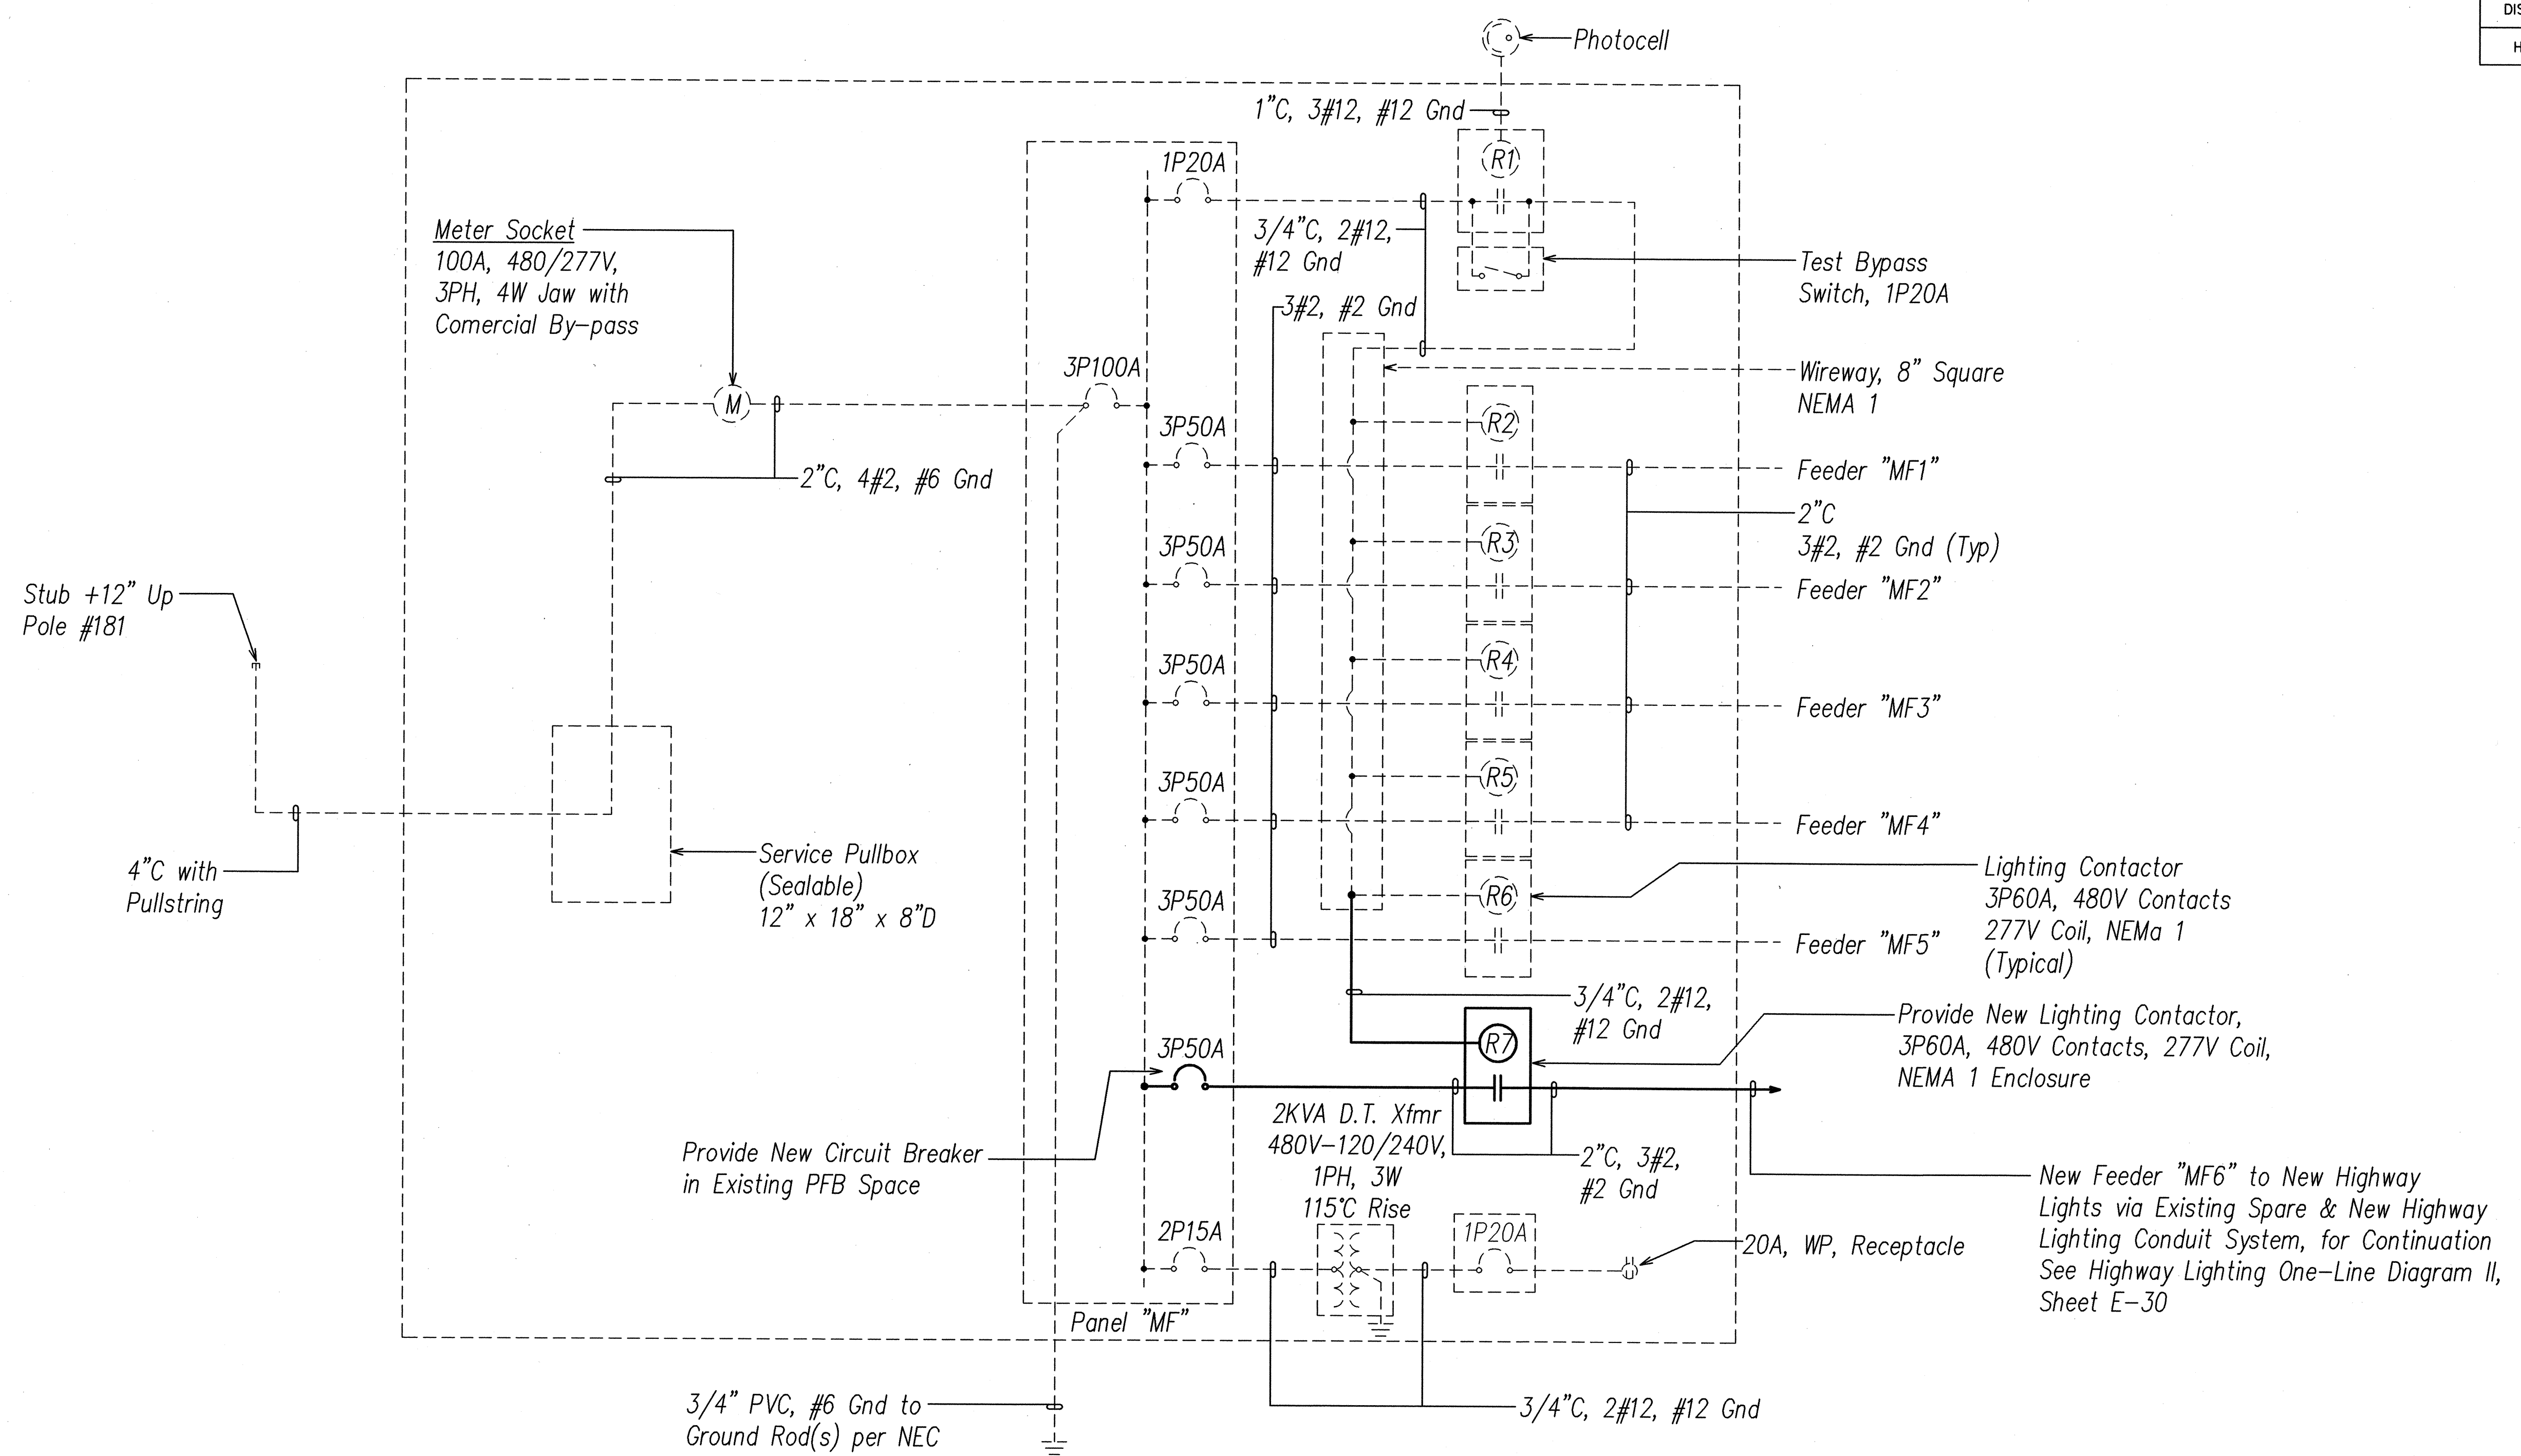 DIS
H
Photocell
1"C, 3#12, #12 Gnd
R1
1P20A
Meter Socket
100A, 480/277V,
3PH, 4W Jaw with
Comercial By-pass
3/4"C, 2#12,
#12 Gnd
Test Bypass
Switch, 1P20A
3#2, #2 Gnd
3P100A
Wireway, 8" Square
NEMA 1
M
R2
3P50A
2"C, 4#2, #6 Gnd
Feeder "MF1"
2"C
3#2, #2 Gnd (Typ)
R3
3P50A
Feeder "MF2"
Stub +12" Up
Pole #181
R4
3P50A
Feeder "MF3"
R5
3P50A
Feeder "MF4"
4"C with
Pullstring
Service Pullbox
(Sealable)
12" x 18" x 8"D
Lighting Contactor
3P60A, 480V Contacts
277V Coil, NEMa 1
(Typical)
R6
3P50A
Feeder "MF5"
3/4"C, 2#12,
#12 Gnd
Provide New Lighting Contactor,
3P60A, 480V Contacts, 277V Coil,
NEMA 1 Enclosure
R7
3P50A
2KVA D.T. Xfmr
480V-120/240V,
1PH, 3W
115°C Rise
2"C, 3#2,
#2 Gnd
Provide New Circuit Breaker
in Existing PFB Space
New Feeder "MF6" to New Highway
Lights via Existing Spare & New Highway
Lighting Conduit System, for Continuation
See Highway Lighting One-Line Diagram II,
Sheet E-30
2P15A
1P20A
20A, WP, Receptacle
Panel "MF"
3/4" PVC, #6 Gnd to
Ground Rod(s) per NEC
3/4"C, 2#12, #12 Gnd